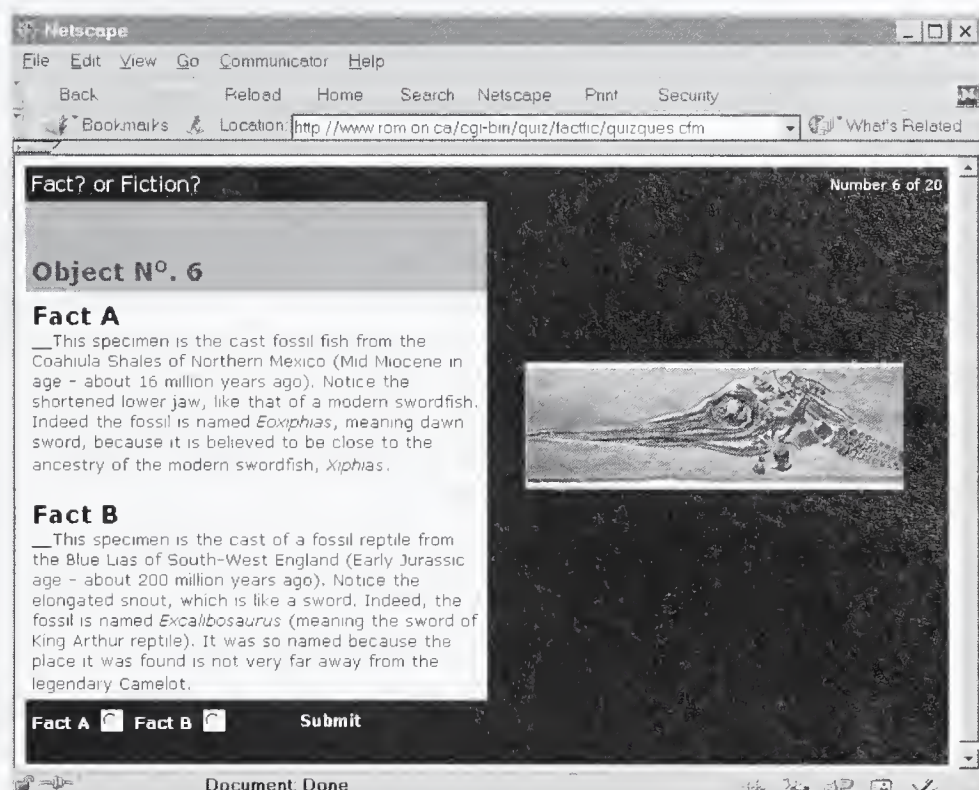 Netscape
File Edit View Go Communicator Help
Back Reload Home Search Netscape Print Security
Bookmarks Location: http //www rom on ca/cgi-bin/quiz/factfic/quizques cfm What's Related
Fact? or Fiction? Number 6 of 20
Object Nº. 6
Fact A
__This specimen is the cast fossil fish from the
Coahiula Shales of Northern Mexico (Mid Miocene in
age - about 16 million years ago). Notice the
shortened lower jaw, like that of a modern swordfish.
Indeed the fossil is named Eoxiphias, meaning dawn
sword, because it is believed to be close to the
ancestry of the modern swordfish, Xiphias.
Fact B
__This specimen is the cast of a fossil reptile from
the Blue Lias of South-West England (Early Jurassic
age - about 200 million years ago). Notice the
elongated snout, which is like a sword. Indeed, the
fossil is named Excalibosaurus (meaning the sword of
King Arthur reptile). It was so named because the
place it was found is not very far away from the
legendary Camelot.
Fact A Fact B Submit
Document: Done